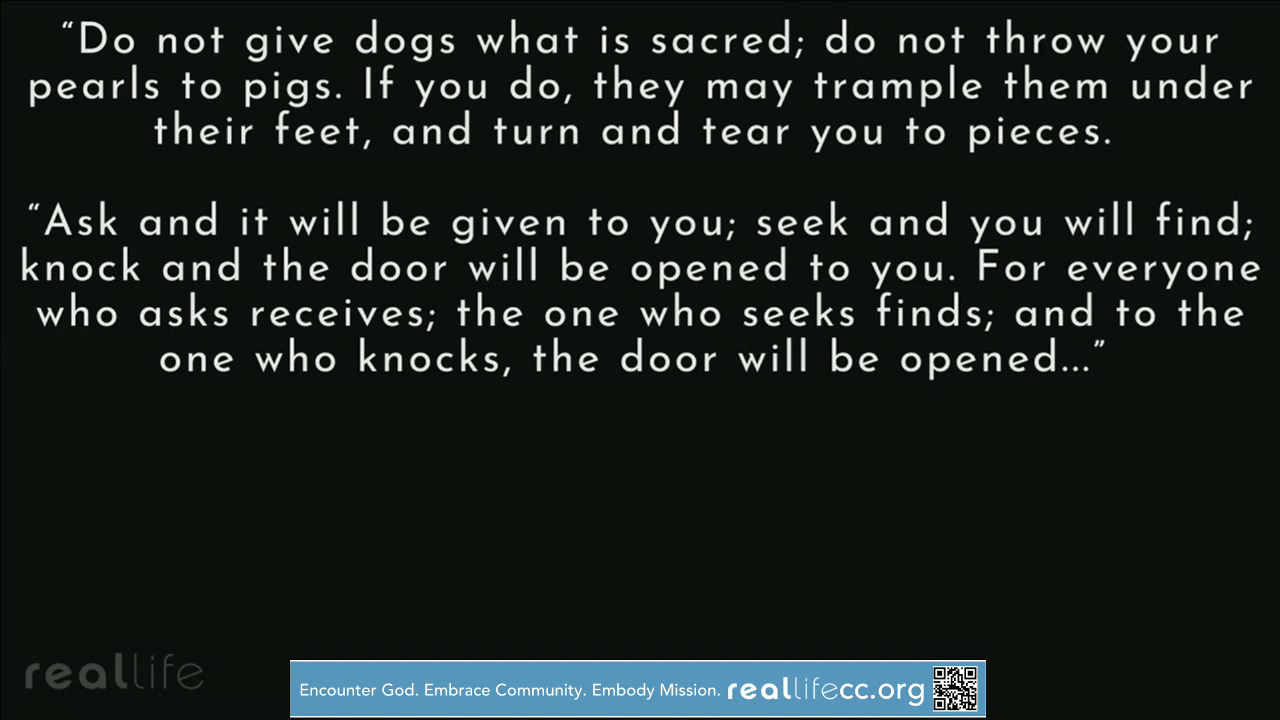 “Do not give dogs what is sacred; do not throw your
pearls to pigs. If you do, they may trample them under
their feet, and turn and tear you to pieces.
“Ask and it will be given to you; seek and you will find;
knock and the door will be opened to you. For everyone
who asks receives; the one who seeks finds; and to the
one who knocks, the door will be opened...”
reallife
Encounter God. Embrace Community. Embody Mission. reallifecc.org